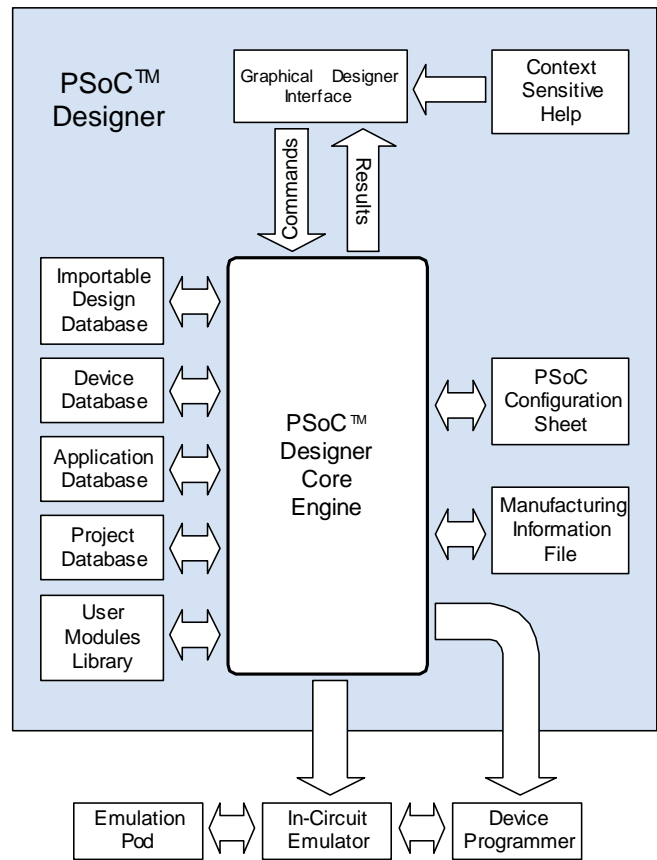 PSoC™
Designer
Graphical Designer
Interface
Context
Sensitive
Help
Commands
Results
Importable
Design
Database
Device
Database
Application
Database
Project
Database
User
Modules
Library
PSoC™
Designer
Core
Engine
PSoC
Configuration
Sheet
Manufacturing
Information
File
Emulation
Pod
In-Circuit
Emulator
Device
Programmer